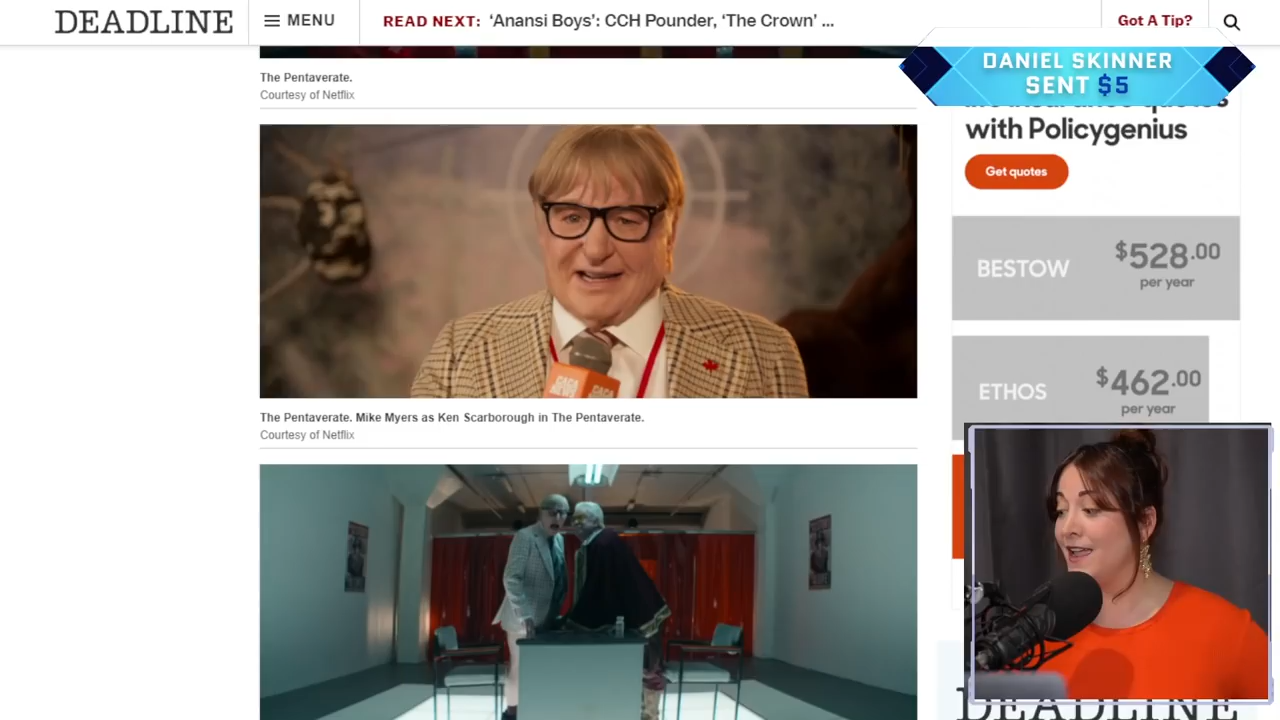 DEADLINE
MENU
READ NEXT: ‘Anansi Boys’: CCH Pounder, ‘The Crown’ ...
Got A Tip?
DANIEL SKINNER
SENT $5
The Pentaverate.
Courtesy of Netflix
with Policygenius
Get quotes
BESTOW
$528.00
per year
ETHOS
$462.00
per year
GAGA
NEWS
The Pentaverate. Mike Myers as Ken Scarborough in The Pentaverate.
Courtesy of Netflix
DEADLINE